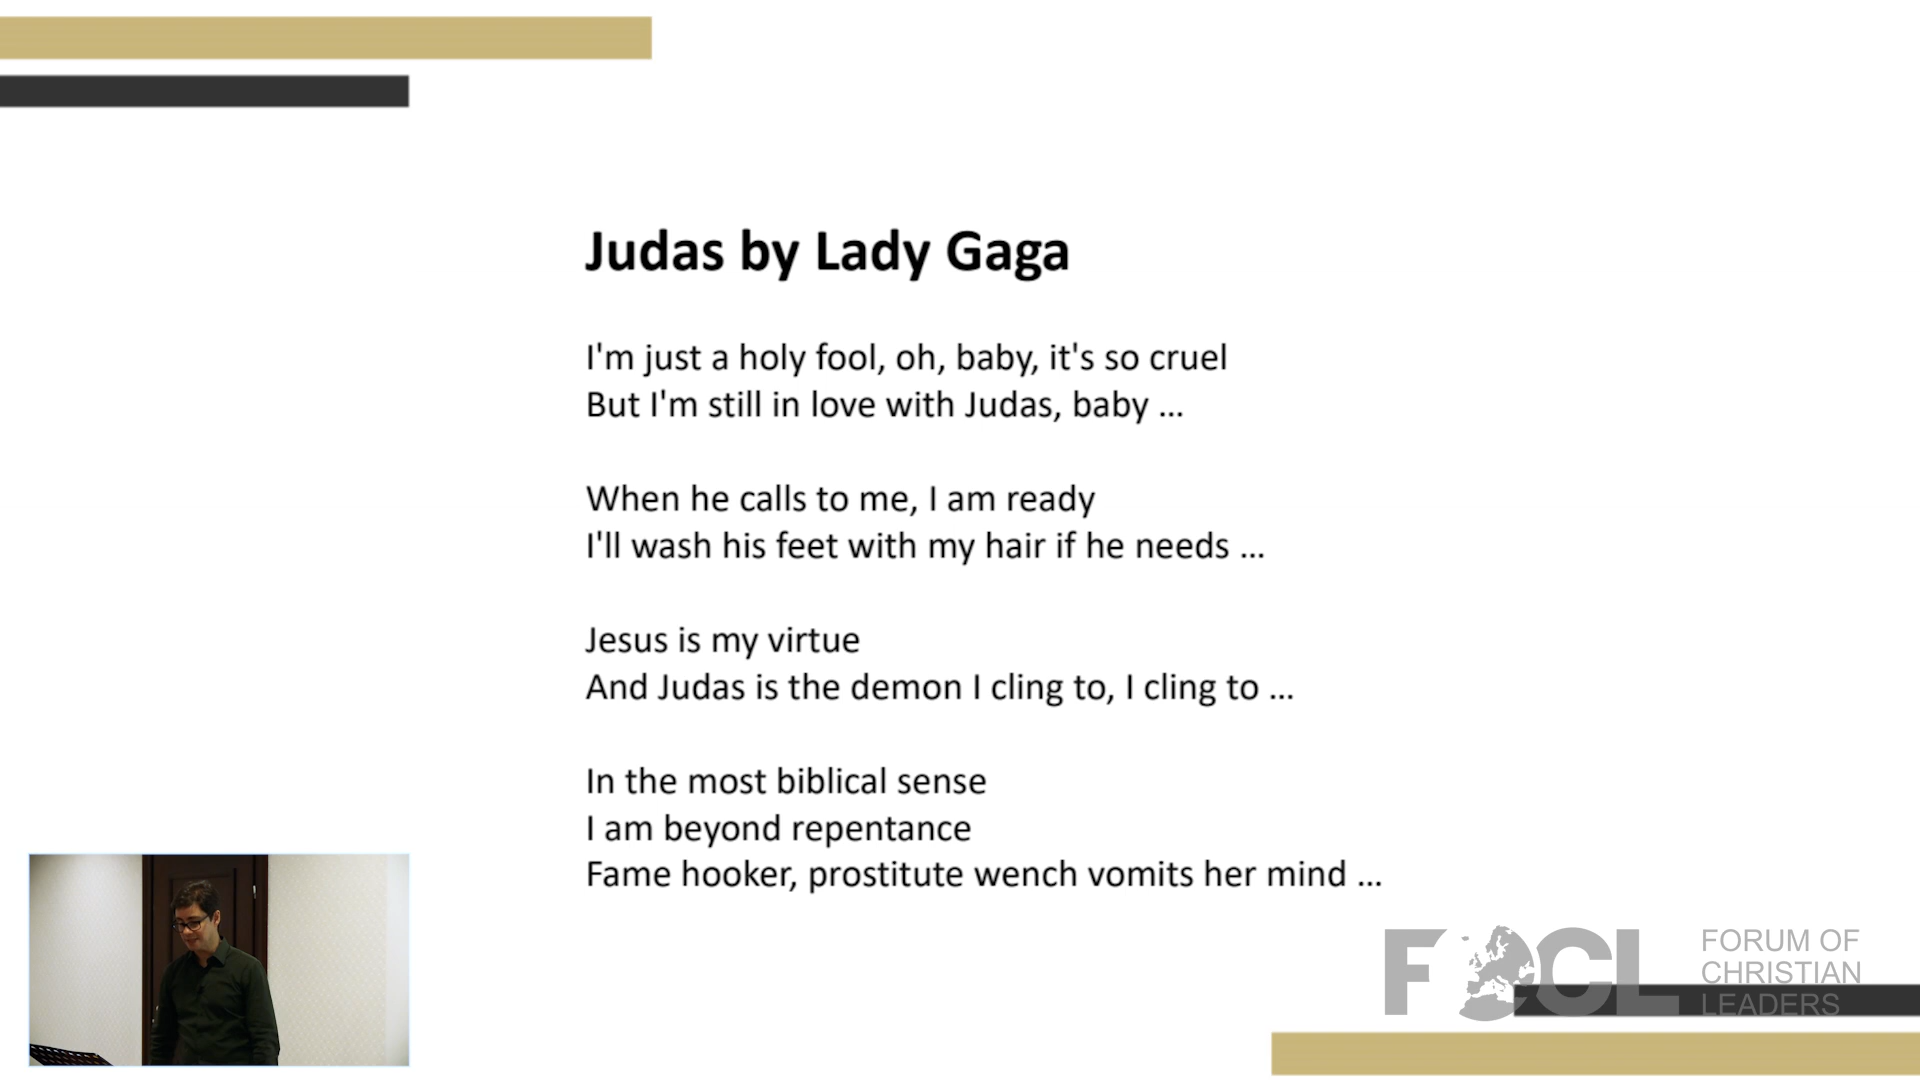 Judas by Lady Gaga
I'm just a holy fool, oh, baby, it's so cruel
But I'm still in love with Judas, baby ...
When he calls to me, I am ready
I'll wash his feet with my hair if he needs ...
Jesus is my virtue
And Judas is the demon I cling to, I cling to ...
In the most biblical sense
I am beyond repentance
Fame hooker, prostitute wench vomits her mind ...
FOCL
FORUM OF
CHRISTIAN
LEADERS